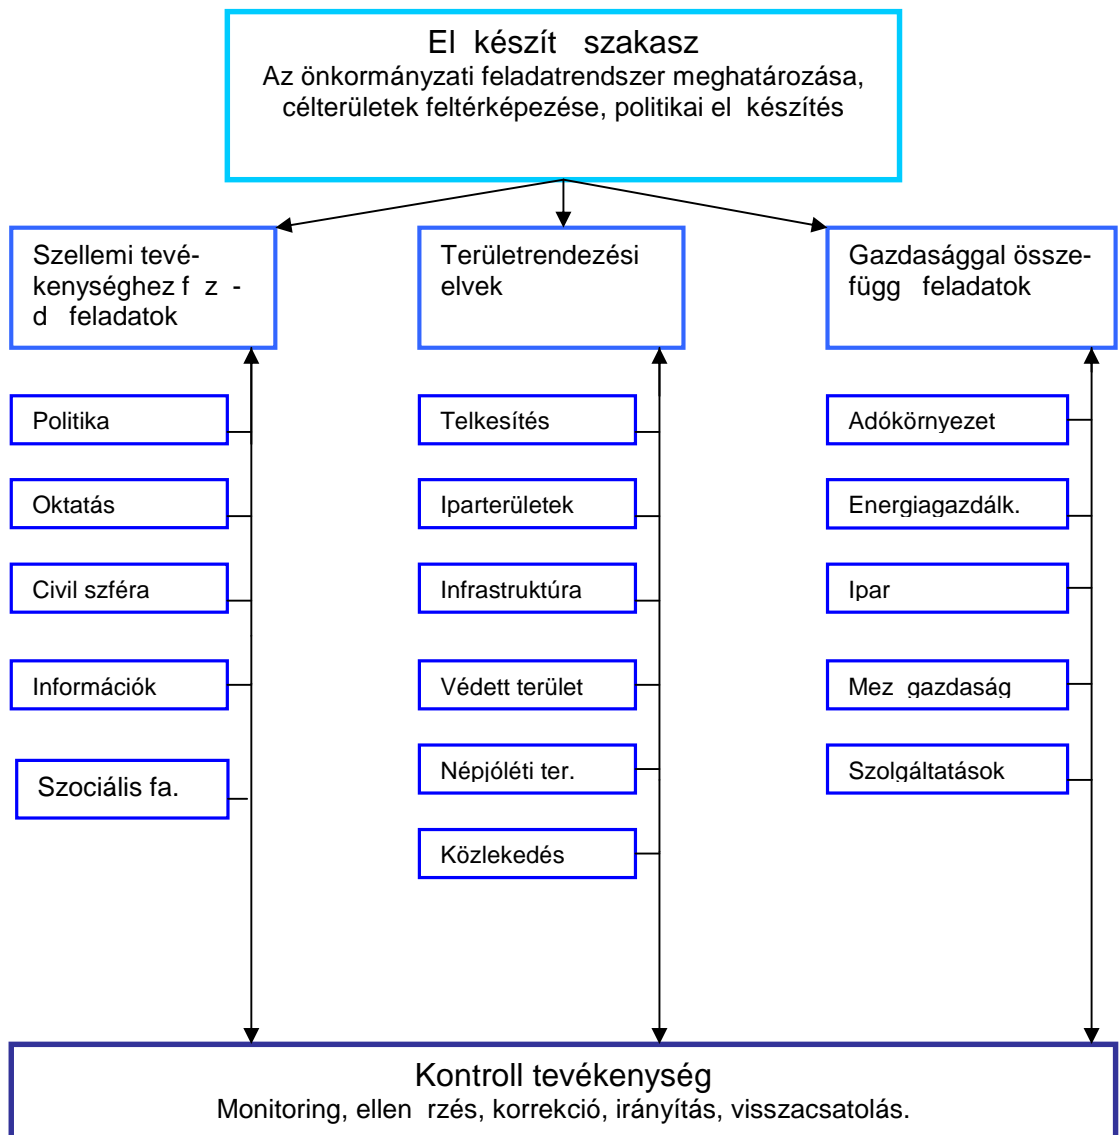 El készít szakasz
Az önkormányzati feladatrendszer meghatározása,
célterületek feltérképezése, politikai el készítés
Szellemi tevé-
kenységhez f z -
d feladatok
Területrendezési
elvek
Gazdasággal össze-
függ feladatok
Politika
Oktatás
Civil szféra
Információk
Szociális fa.
Telkesítés
Iparterületek
Infrastruktúra
Védett terület
Népjóléti ter.
Közlekedés
Adókörnyezet
Energiagazdálk.
Ipar
Mez gazdaság
Szolgáltatások
Kontroll tevékenység
Monitoring, ellen rzés, korrekció, irányítás, visszacsatolás.